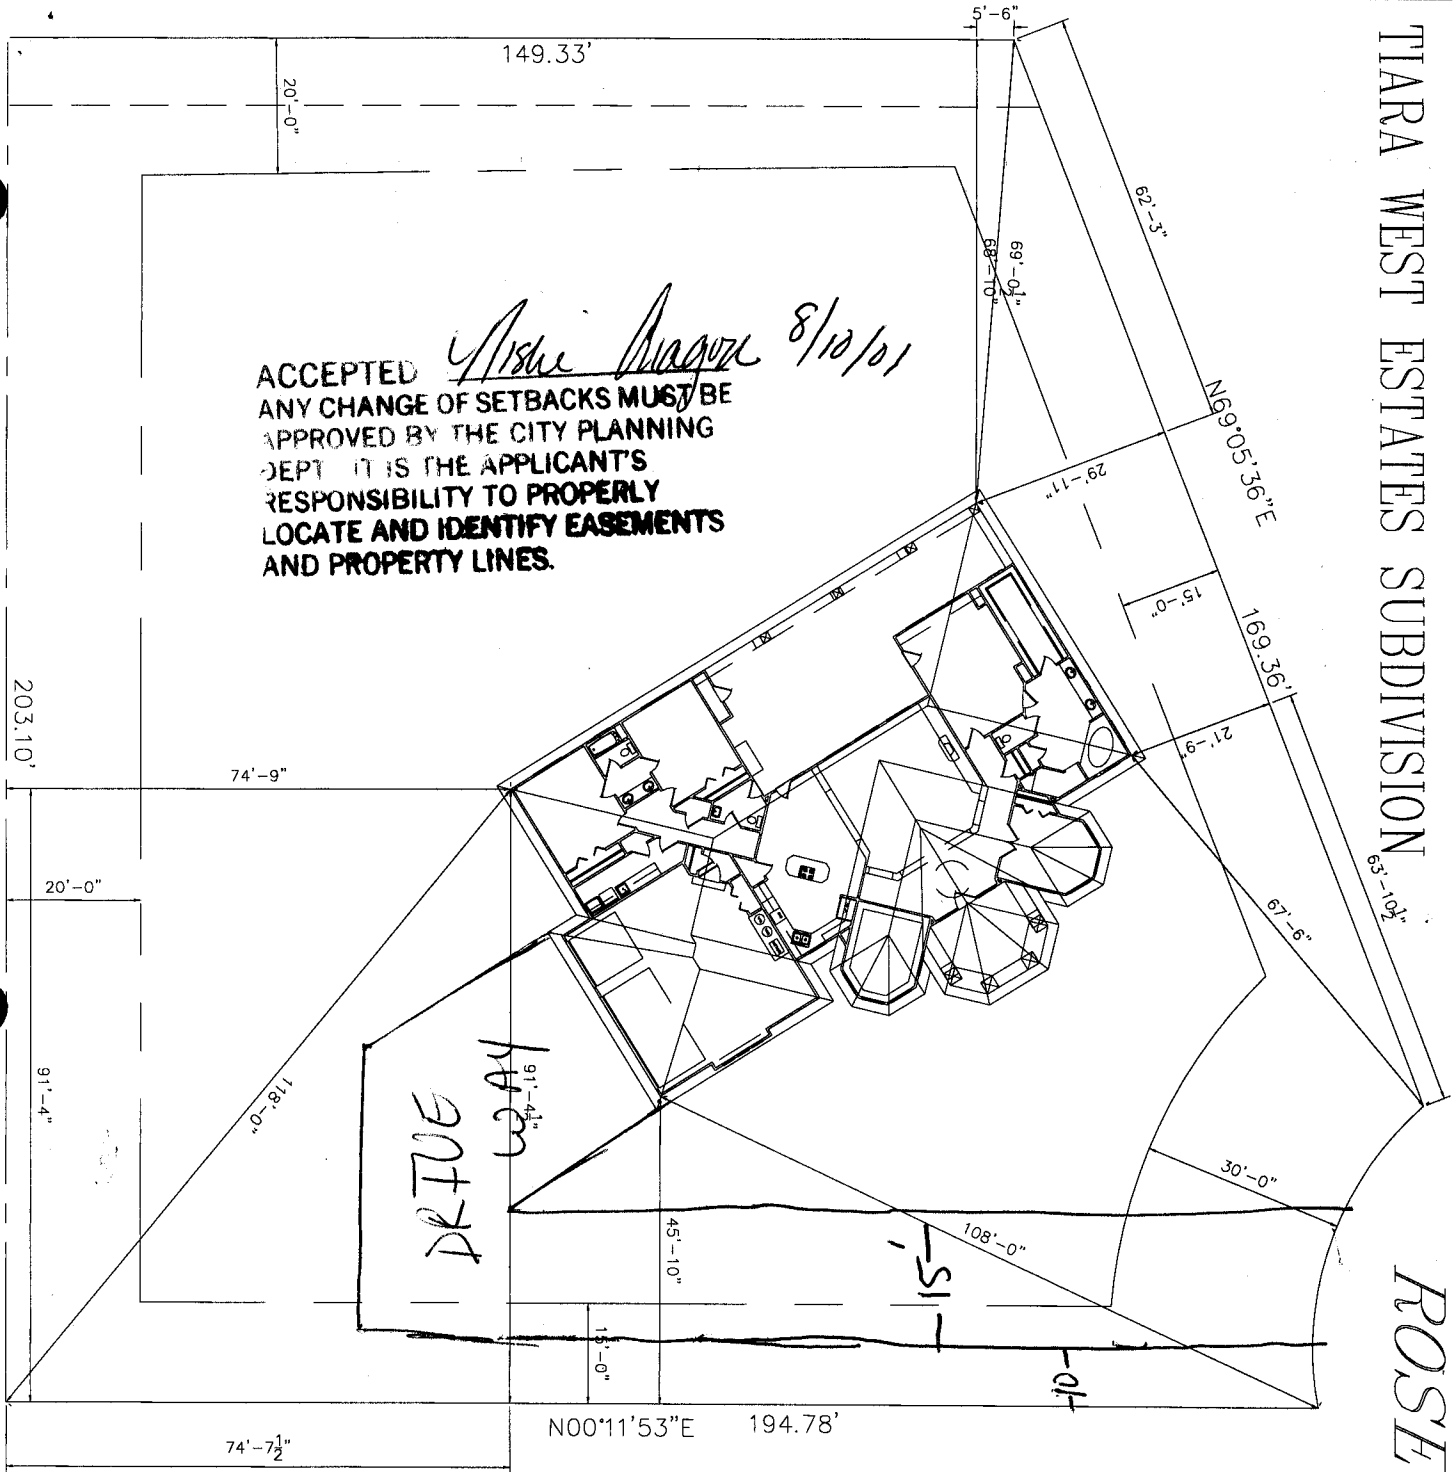 TIARA WEST ESTATES SUBDIVISION
ROSE
5'-6"
149.33'
20'-0"
62'-3"
69'-0½"
68'-10"
N69°05'36"E
29'-11"
15'-0"
169.36'
21'-9"
63'-10½"
67'-6"
ACCEPTED 8/10/01
ANY CHANGE OF SETBACKS MUST BE
APPROVED BY THE CITY PLANNING
DEPT IT IS THE APPLICANT'S
RESPONSIBILITY TO PROPERLY
LOCATE AND IDENTIFY EASEMENTS
AND PROPERTY LINES.
203.10'
74'-9"
20'-0"
91'-4"
118'-0"
91'-4½"
DRIVE
WAY
45'-10"
15'-0"
15'
108'-0"
30'-0"
10
N00°11'53"E 194.78'
74'-7½"